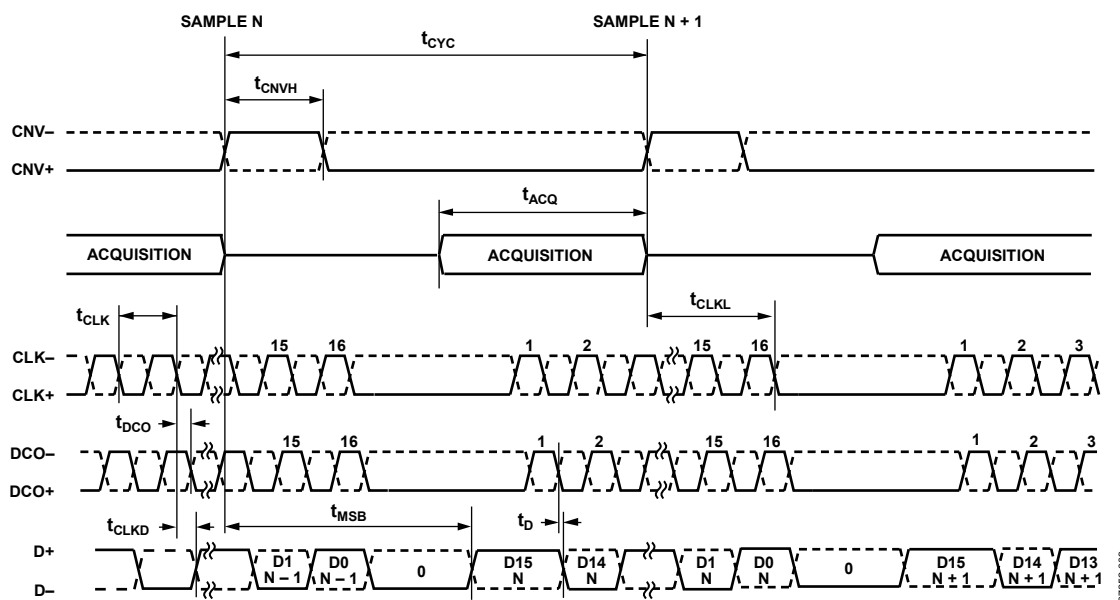 SAMPLE N SAMPLE N + 1
tCYC
tCNVH
CNV–
CNV+
tACQ
ACQUISITION ACQUISITION ACQUISITION
tCLK tCLKL
15 16 1 2 15 16 1 2 3
CLK–
CLK+
tDCO
15 16 1 2 15 16 1 2 3
DCO–
DCO+
tCLKD tMSB tD
D+
D–
D1 N – 1 D0 N – 1 0 D15 N D14 N D1 N D0 N 0 D15 N + 1 D14 N + 1 D13 N + 1